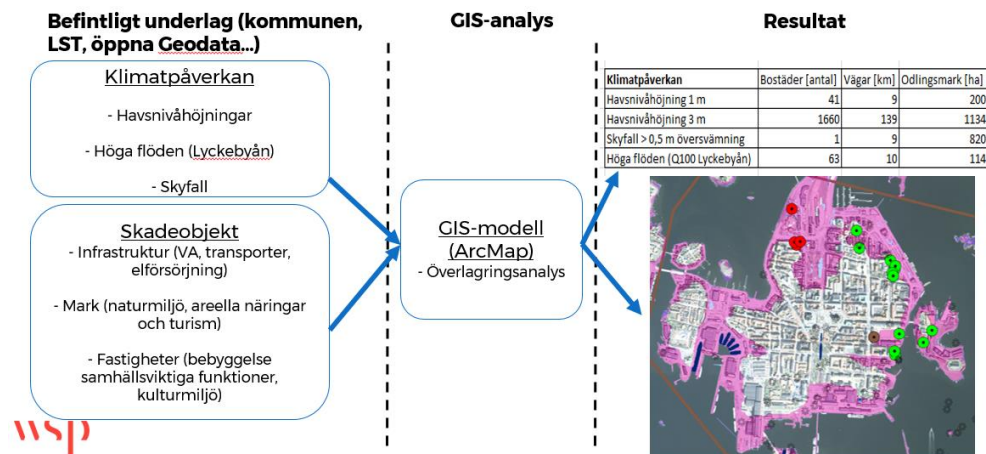 Befintligt underlag (kommunen,
LST, öppna Geodata...)
Klimatpåverkan
- Havsnivåhöjningar
- Höga flöden (Lyckebyån)
- Skyfall
Skadeobjekt
- Infrastruktur (VA, transporter,
elförsörjning)
- Mark (naturmiljö, areella näringar
och turism)
- Fastigheter (bebyggelse
samhällsviktiga funktioner,
kulturmiljö)
wsp
GIS-analys
GIS-modell
(ArcMap)
- Överlagringsanalys
Resultat
Klimatpåverkan Bostäder [antal] Vägar [km] Odlingsmark [ha]
Havsnivåhöjning 1 m 41 9 200
Havsnivåhöjning 3 m 1660 139 1134
Skyfall > 0,5 m översvämning 1 9 820
Höga flöden (Q100 Lyckebyån) 63 10 114